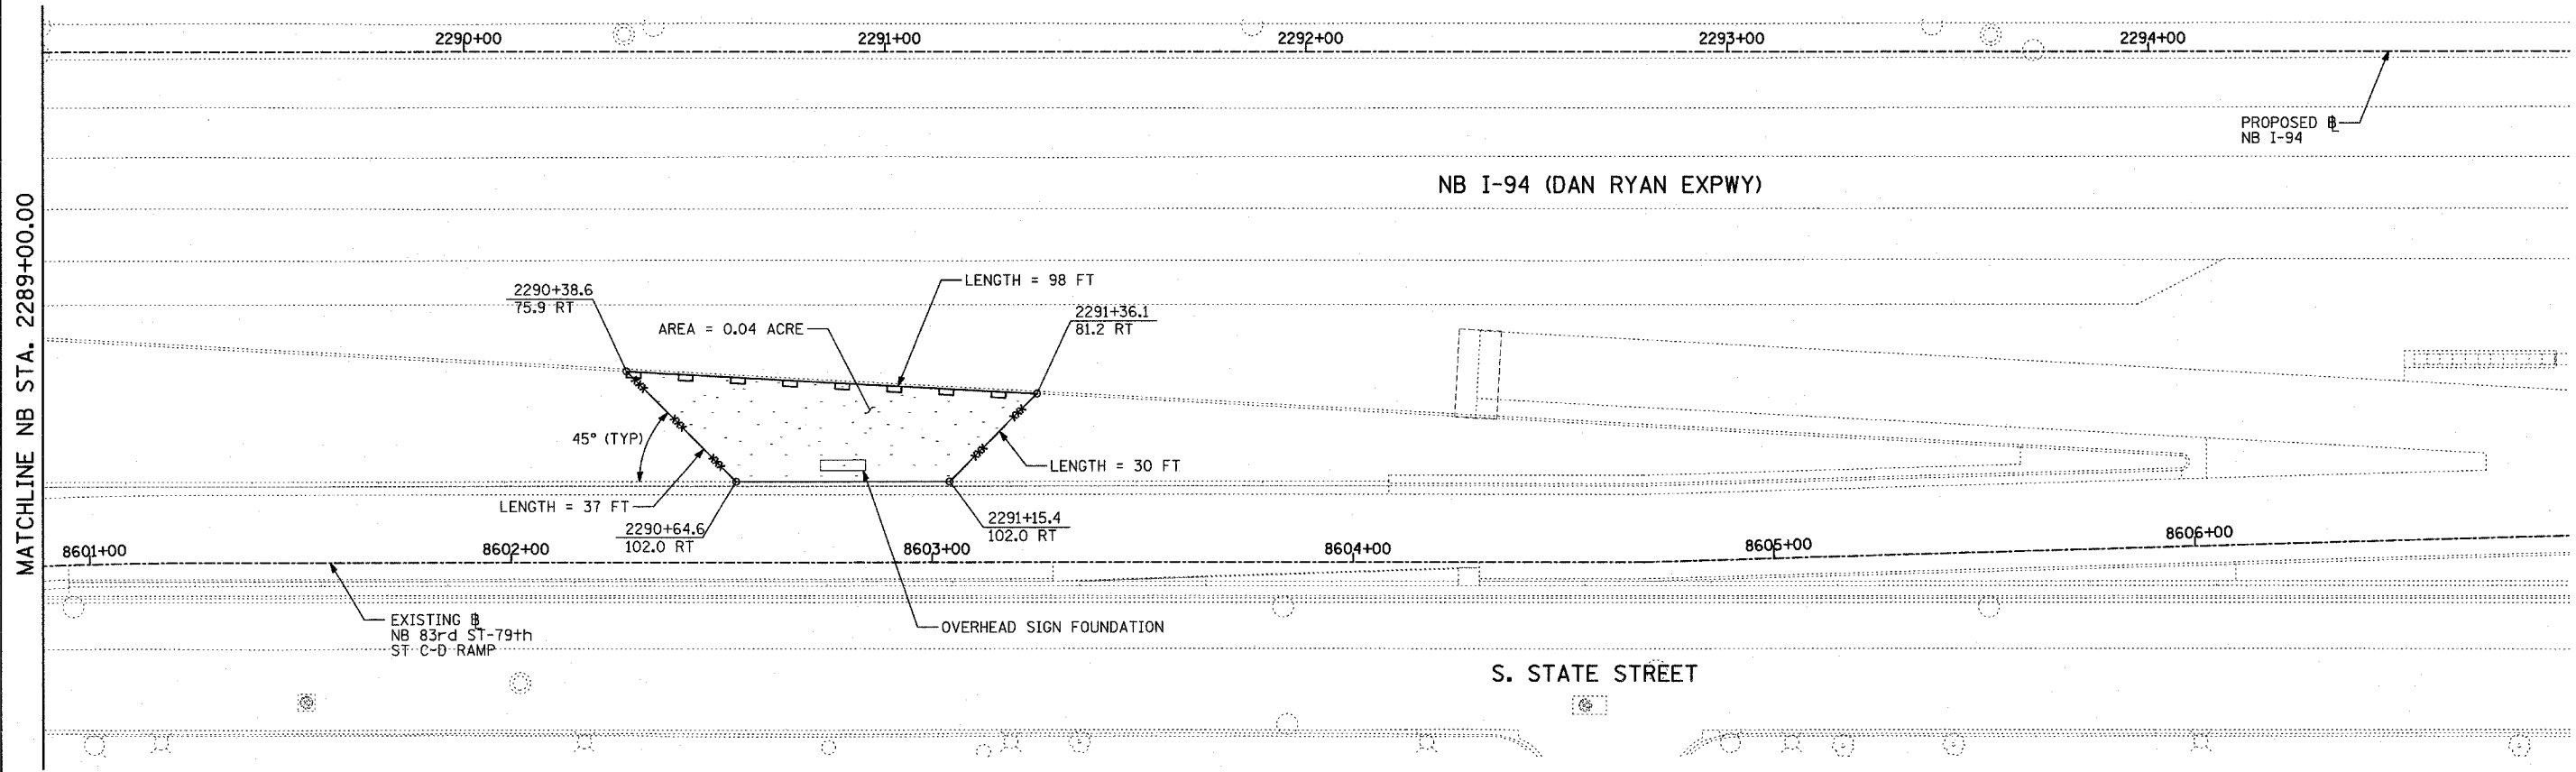 MATCHLINE NB STA. 2289+00.00
2290+00
2291+00
2292+00
2293+00
2294+00
PROPOSED ⅊
NB I-94
NB I-94 (DAN RYAN EXPWY)
2290+38.6
75.9 RT
LENGTH = 98 FT
AREA = 0.04 ACRE
2291+36.1
81.2 RT
45° (TYP)
LENGTH = 30 FT
LENGTH = 37 FT
2290+64.6
102.0 RT
2291+15.4
102.0 RT
8601+00
8602+00
8603+00
8604+00
8605+00
8606+00
EXISTING ⅊
NB 83rd ST-79th
ST C-D RAMP
OVERHEAD SIGN FOUNDATION
S. STATE STREET